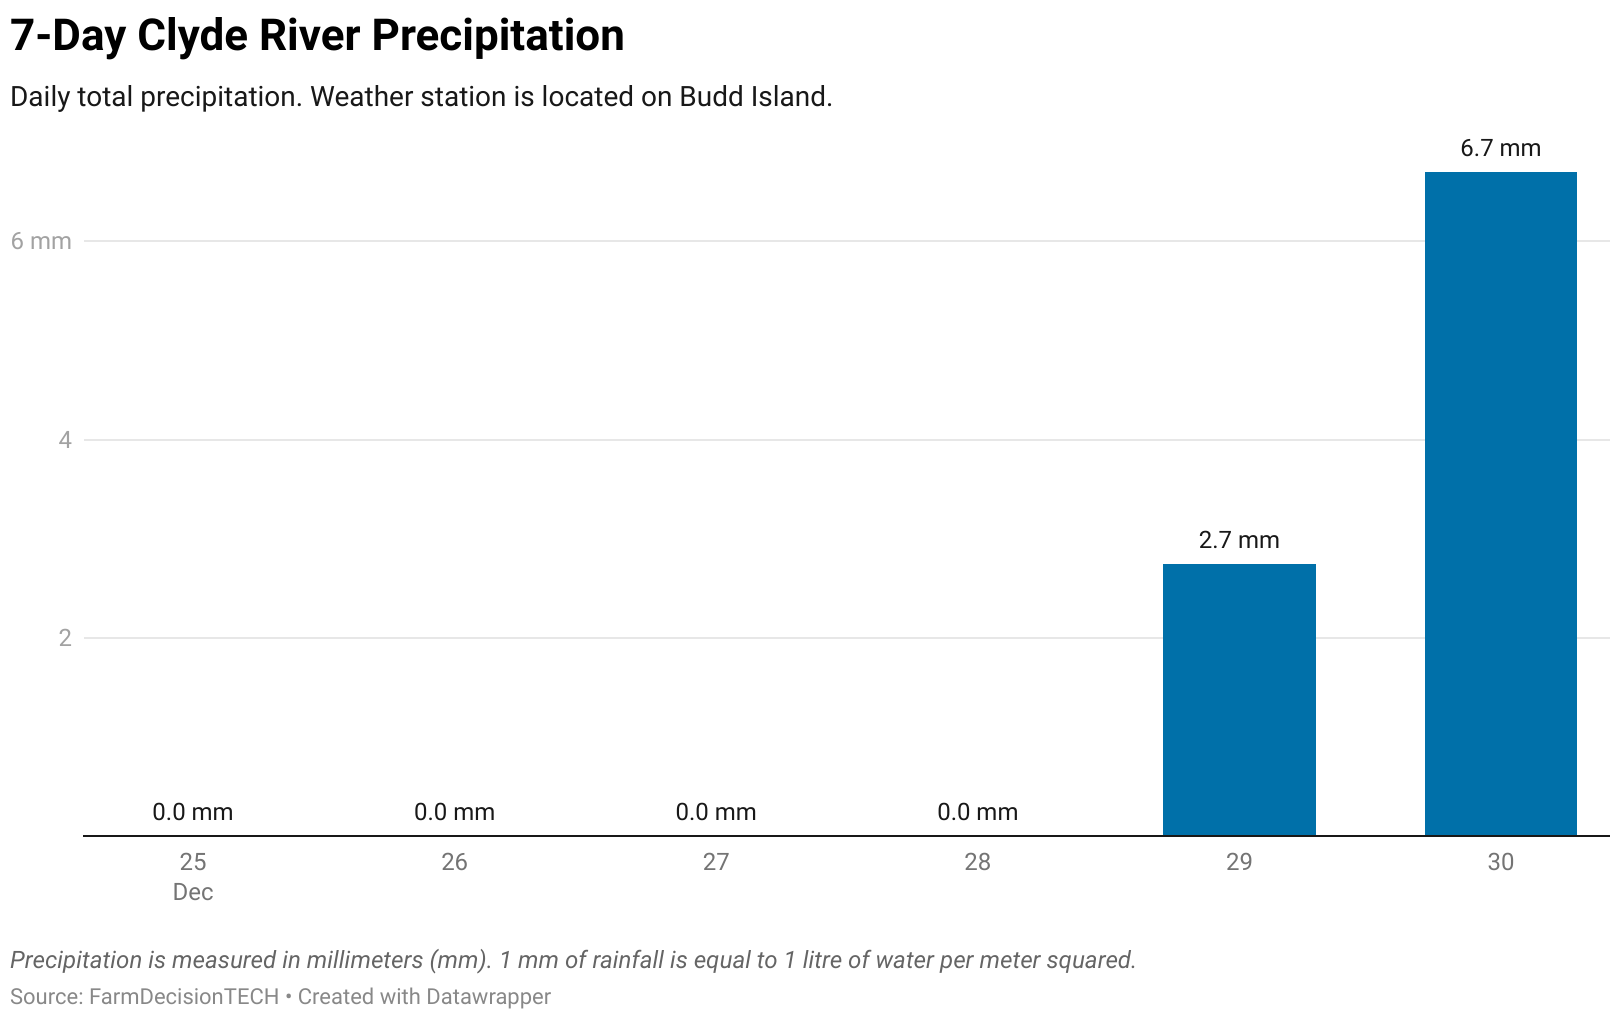 7-Day Clyde River Precipitation
Daily total precipitation. Weather station is located on Budd Island.
6.7 mm
6 mm
4
2.7 mm
2
0.0 mm 0.0 mm 0.0 mm 0.0 mm
25 26 27 28 29 30
Dec
Precipitation is measured in millimeters (mm). 1 mm of rainfall is equal to 1 litre of water per meter squared.
Source: FarmDecisionTECH • Created with Datawrapper